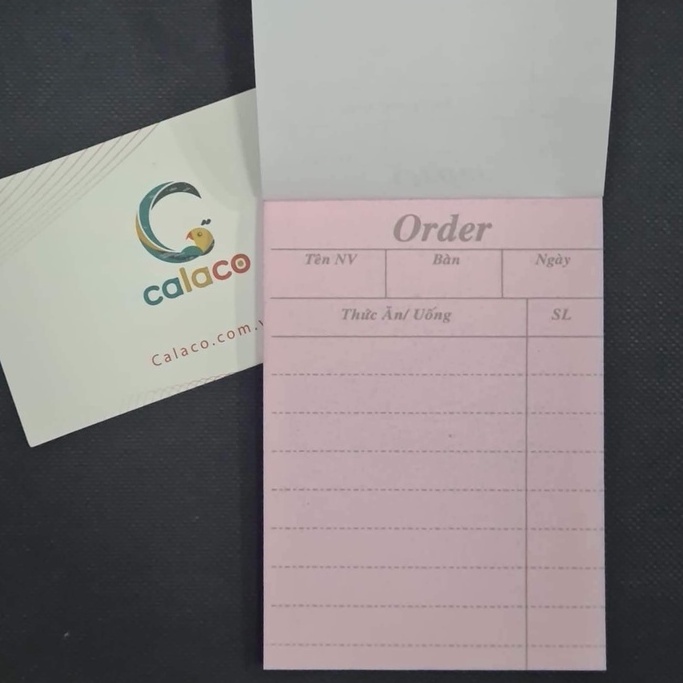 calaco
Calaco.com.v
Order
Tên NV Bàn Ngày
Thức Ăn/ Uống SL